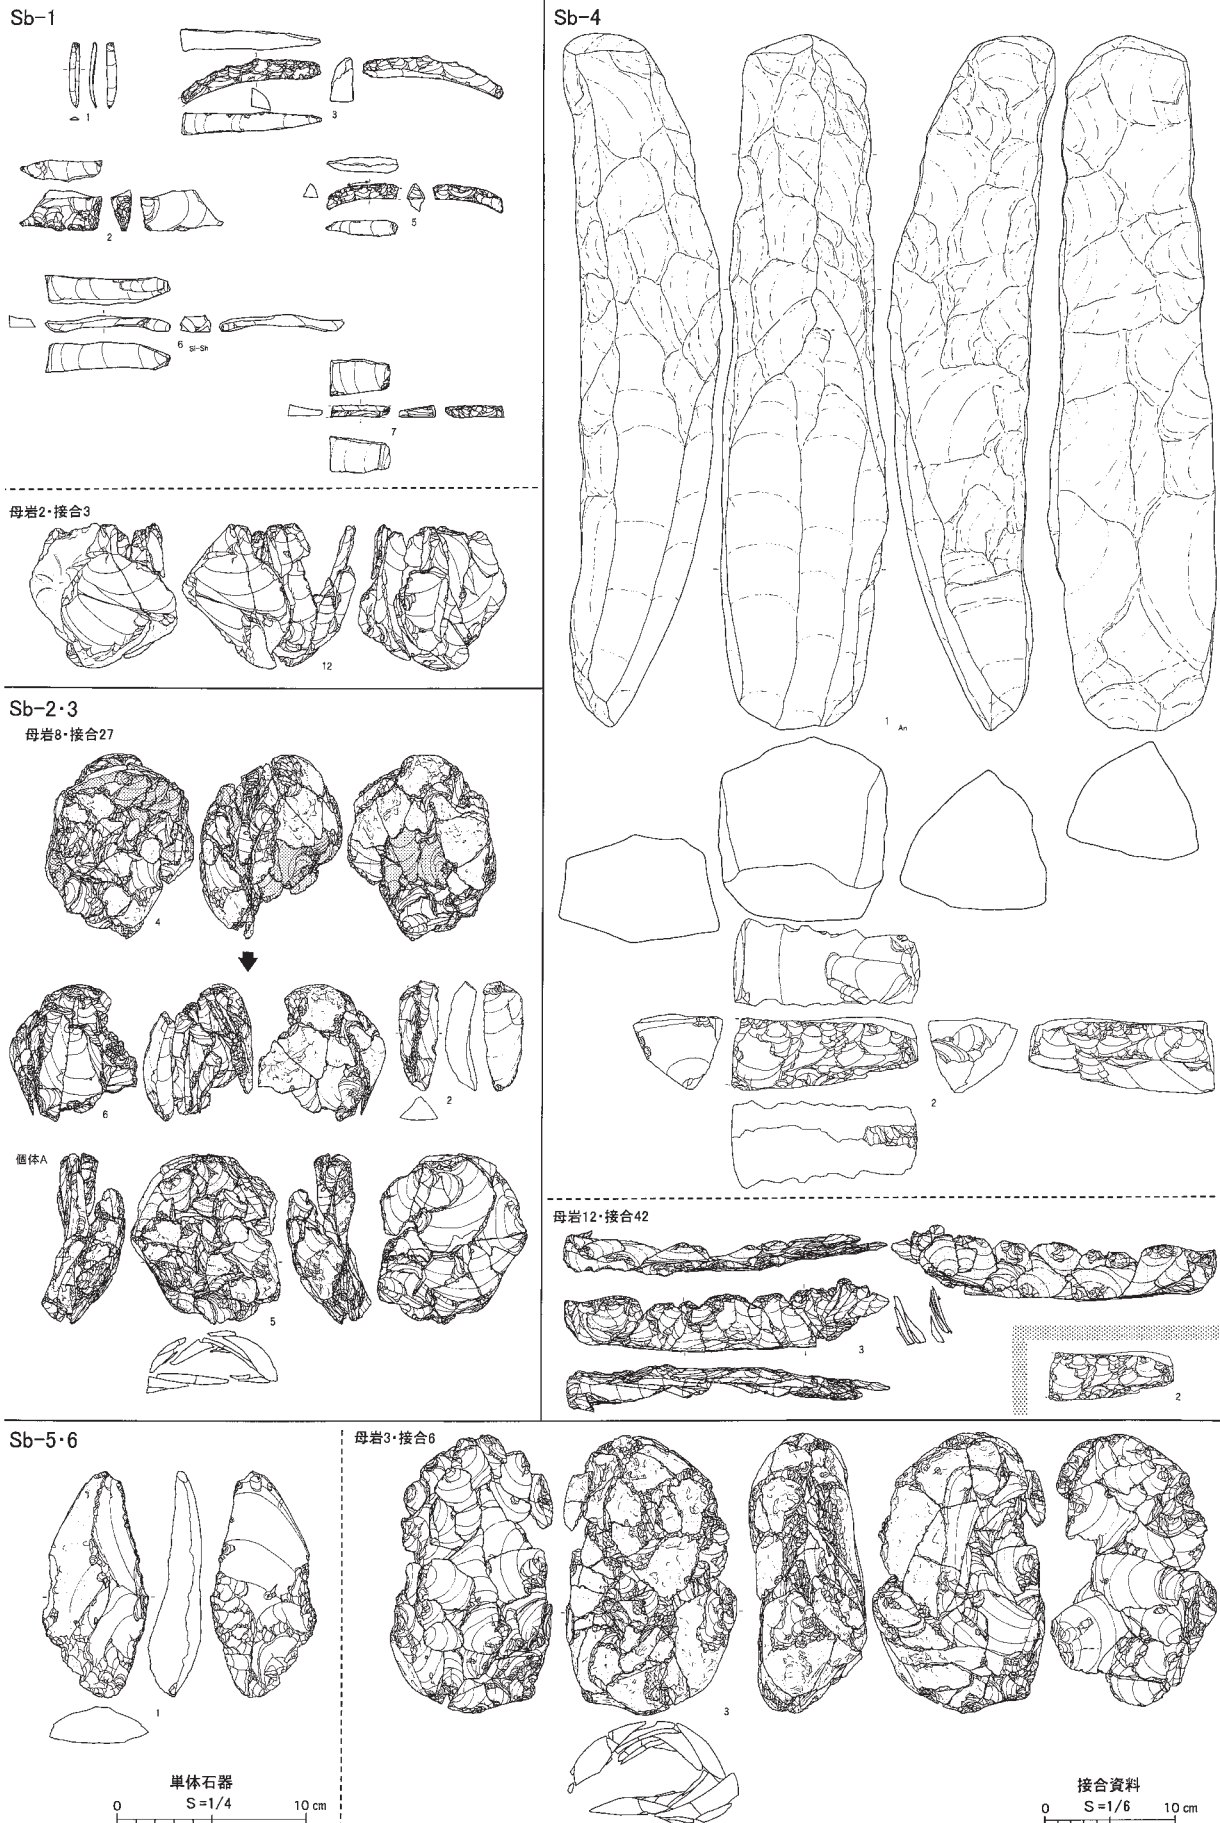 Sb-1
1
3
2
5
6 Sl-Sh
7
母岩2・接合3
12
Sb-2・3
母岩8・接合27
4
6
2
個体A
5
Sb-4
1 An
2
母岩12・接合42
3
2
Sb-5・6
1
単体石器
S=1/4
0 10cm
母岩3・接合6
3
接合資料
S=1/6
0 10cm